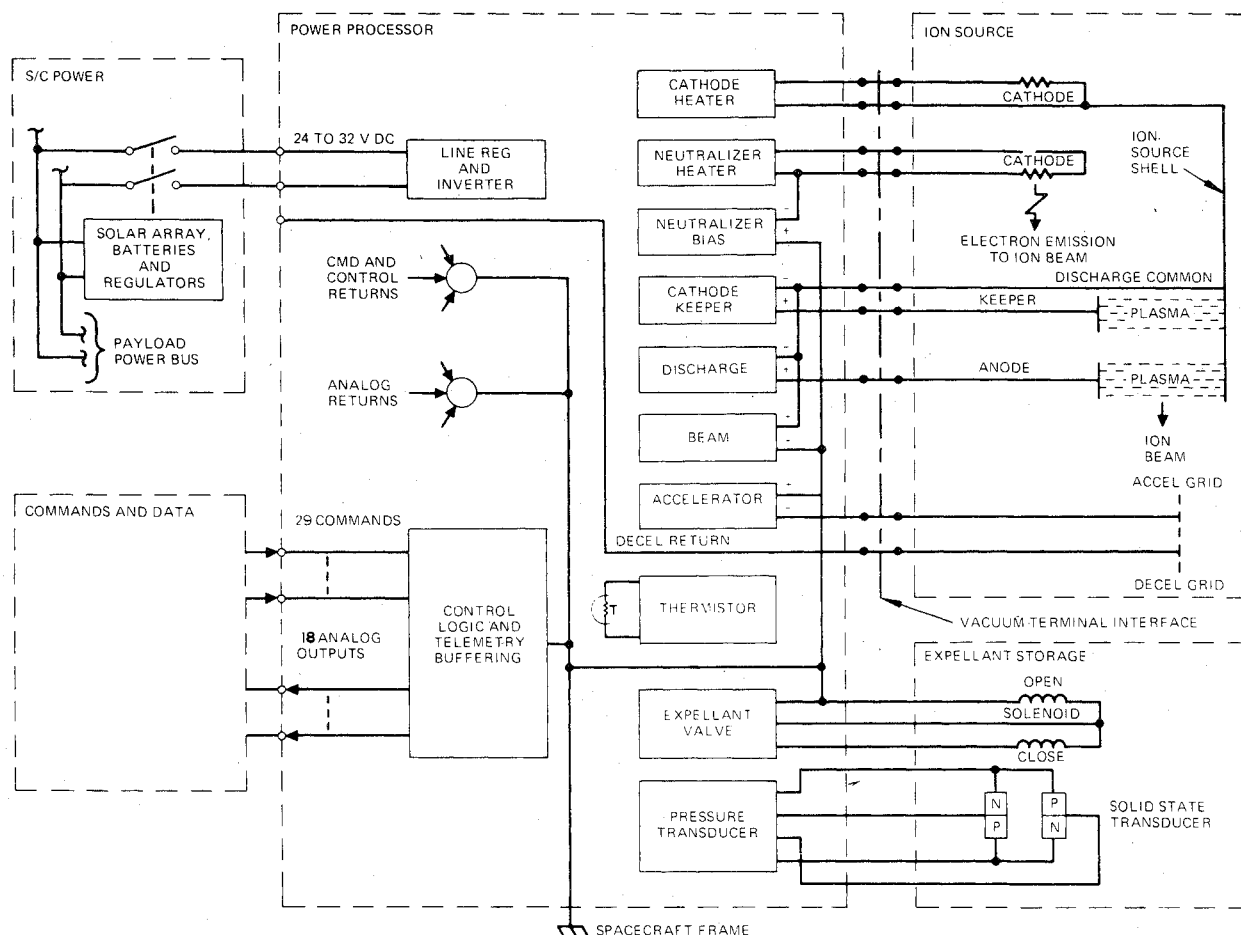 POWER PROCESSOR
ION SOURCE
S/C POWER
24 TO 32 V DC
LINE REG
AND
INVERTER
SOLAR ARRAY,
BATTERIES
AND
REGULATORS
PAYLOAD
POWER BUS
CMD AND
CONTROL
RETURNS
ANALOG
RETURNS
CATHODE
HEATER
NEUTRALIZER
HEATER
NEUTRALIZER
BIAS
-
+
CATHODE
KEEPER
-
+
DISCHARGE
-
+
BEAM
ACCELERATOR
CATHODE
CATHODE
ION
SOURCE
SHELL
ELECTRON EMISSION
TO ION BEAM
DISCHARGE COMMON
KEEPER
PLASMA
ANODE
PLASMA
ION
BEAM
ACCEL GRID
DECEL RETURN
DECEL GRID
VACUUM TERMINAL INTERFACE
COMMANDS AND DATA
29 COMMANDS
18 ANALOG
OUTPUTS
CONTROL
LOGIC AND
TELEMETRY
BUFFERING
T
THERMISTOR
EXPELLANT STORAGE
EXPELLANT
VALVE
OPEN
SOLENOID
CLOSE
PRESSURE
TRANSDUCER
N
P
P
N
SOLID STATE
TRANSDUCER
SPACECRAFT FRAME